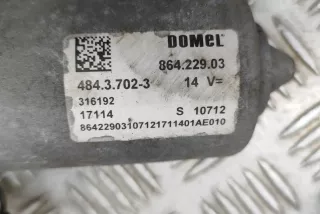 DOMEL
864.229.03
484.3.702-3 14 V=
316192
17114 S 10712
86422903107121711401AE010